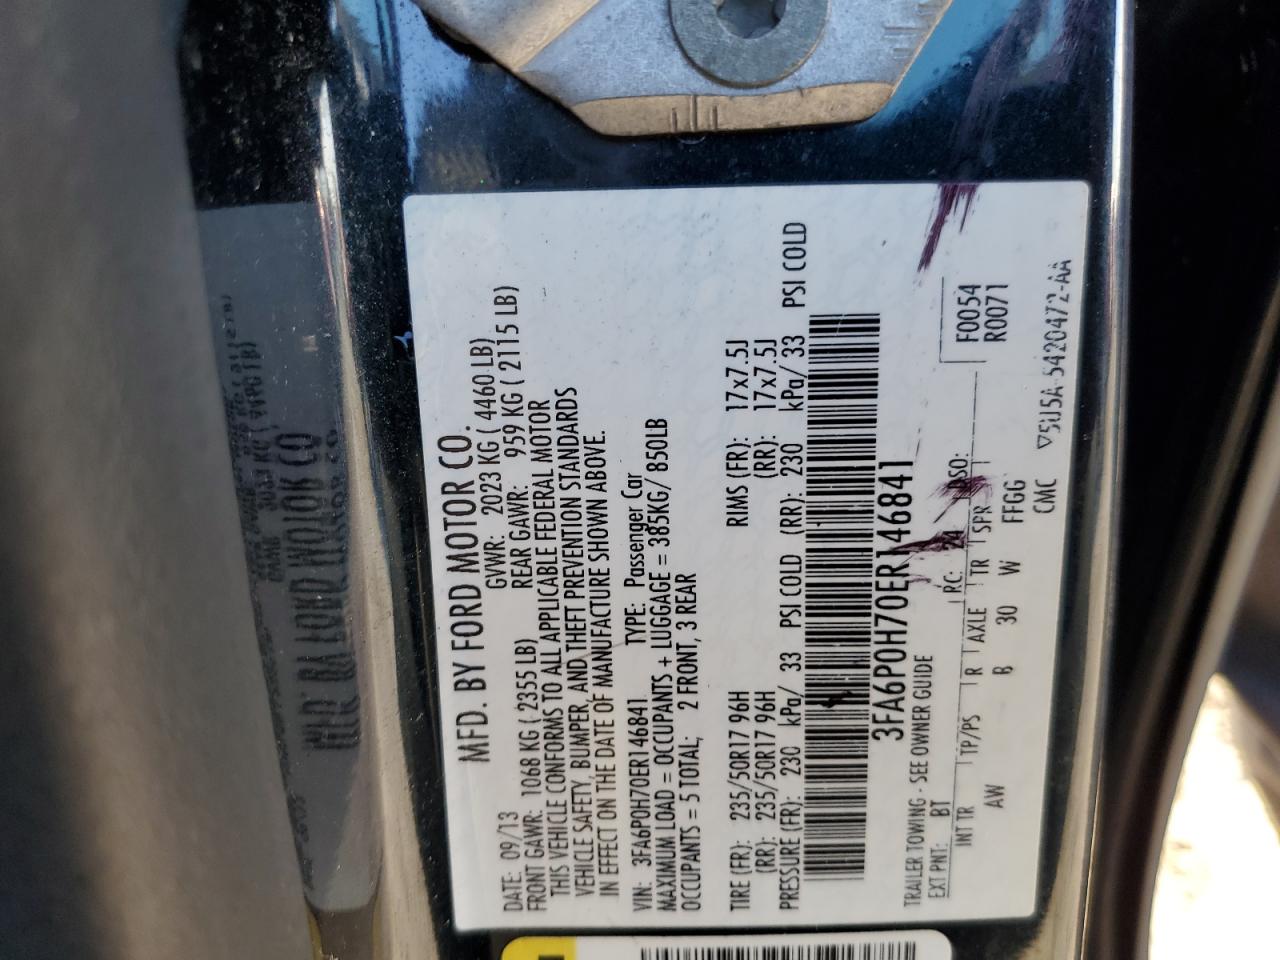 MFD. BY FORD MOTOR CO.
DATE: 09/13 GVWR: 2023 KG ( 4460 LB)
FRONT GAWR: 1068 KG ( 2355 LB) REAR GAWR: 959 KG ( 2115 LB)
THIS VEHICLE CONFORMS TO ALL APPLICABLE FEDERAL MOTOR
VEHICLE SAFETY, BUMPER, AND THEFT PREVENTION STANDARDS
IN EFFECT ON THE DATE OF MANUFACTURE SHOWN ABOVE.
VIN: 3FA6P0H70ER146841 TYPE: Passenger Car
MAXIMUM LOAD = OCCUPANTS + LUGGAGE = 385KG/ 850LB
OCCUPANTS = 5 TOTAL; 2 FRONT, 3 REAR
TIRE (FR): 235/50R17 96H RIMS (FR): 17x7.5J
(RR): 235/50R17 96H (RR): 17x7.5J
PRESSURE (FR): 230 kPa/ 33 PSI COLD (RR): 230 kPa/ 33 PSI COLD
3FA6P0H70ER146841
TRAILER TOWING - SEE OWNER GUIDE
EXT PNT: BT RC: 24 DSO: F0054
INT TR TP/PS R AXLE TR SPR R0071
AW B 30 W FFGG
CMC
▽5U5A-5420472-AA